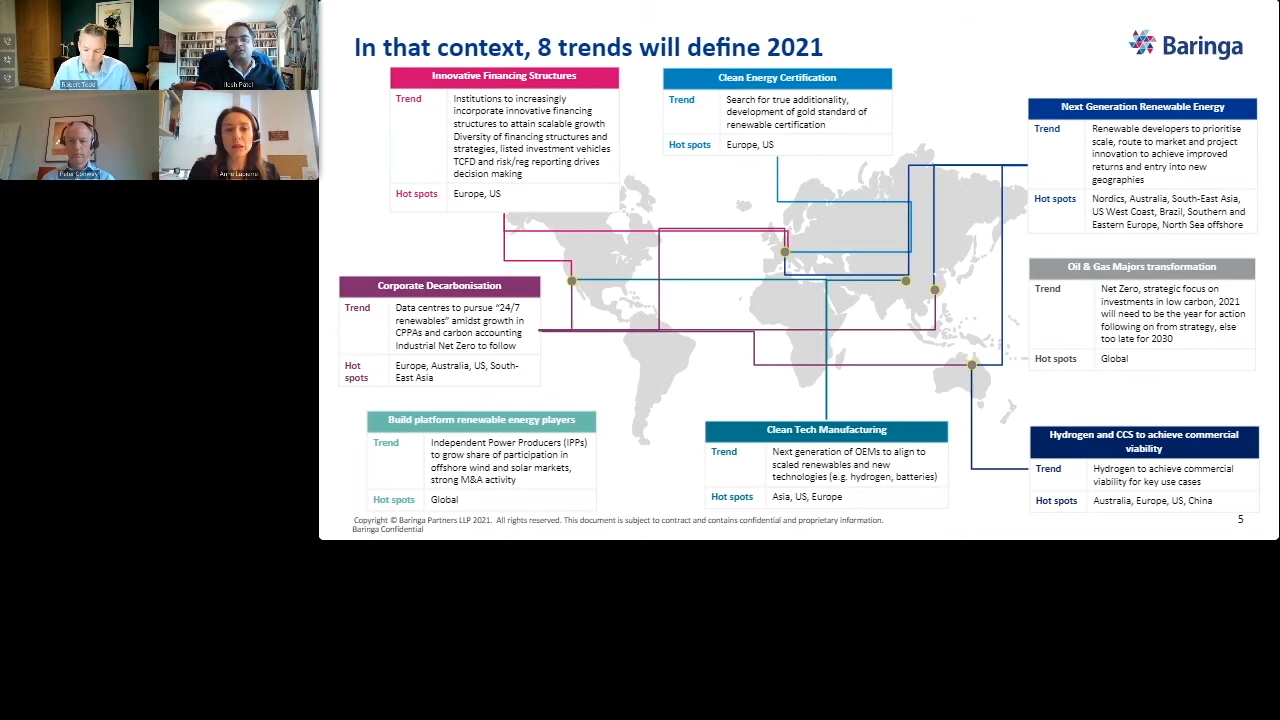 Robert Todd
Ilesh Patel
Peter Conway
Anne Lapierre
In that context, 8 trends will define 2021
Baringa
Innovative Financing Structures
Trend
Institutions to increasingly
incorporate innovative financing
structures to attain scalable growth
Diversity of financing structures and
strategies, listed investment vehicles
TCFD and risk/reg reporting drives
decision making
Hot spots
Europe, US
Clean Energy Certification
Trend
Search for true additionality,
development of gold standard of
renewable certification
Hot spots
Europe, US
Next Generation Renewable Energy
Trend
Renewable developers to prioritise
scale, route to market and project
innovation to achieve improved
returns and entry into new
geographies
Hot spots
Nordics, Australia, South-East Asia,
US West Coast, Brazil, Southern and
Eastern Europe, North Sea offshore
Oil & Gas Majors transformation
Trend
Net Zero, strategic focus on
investments in low carbon, 2021
will need to be the year for action
following on from strategy, else
too late for 2030
Hot spots
Global
Corporate Decarbonisation
Trend
Data centres to pursue “24/7
renewables” amidst growth in
CPPAs and carbon accounting
Industrial Net Zero to follow
Hot
spots
Europe, Australia, US, South-
East Asia
Build platform renewable energy players
Trend
Independent Power Producers (IPPs)
to grow share of participation in
offshore wind and solar markets,
strong M&A activity
Hot spots
Global
Clean Tech Manufacturing
Trend
Next generation of OEMs to align to
scaled renewables and new
technologies (e.g. hydrogen, batteries)
Hot spots
Asia, US, Europe
Hydrogen and CCS to achieve commercial
viability
Trend
Hydrogen to achieve commercial
viability for key use cases
Hot spots
Australia, Europe, US, China
Copyright © Baringa Partners LLP 2021. All rights reserved. This document is subject to contract and contains confidential and proprietary information.
Baringa Confidential
5